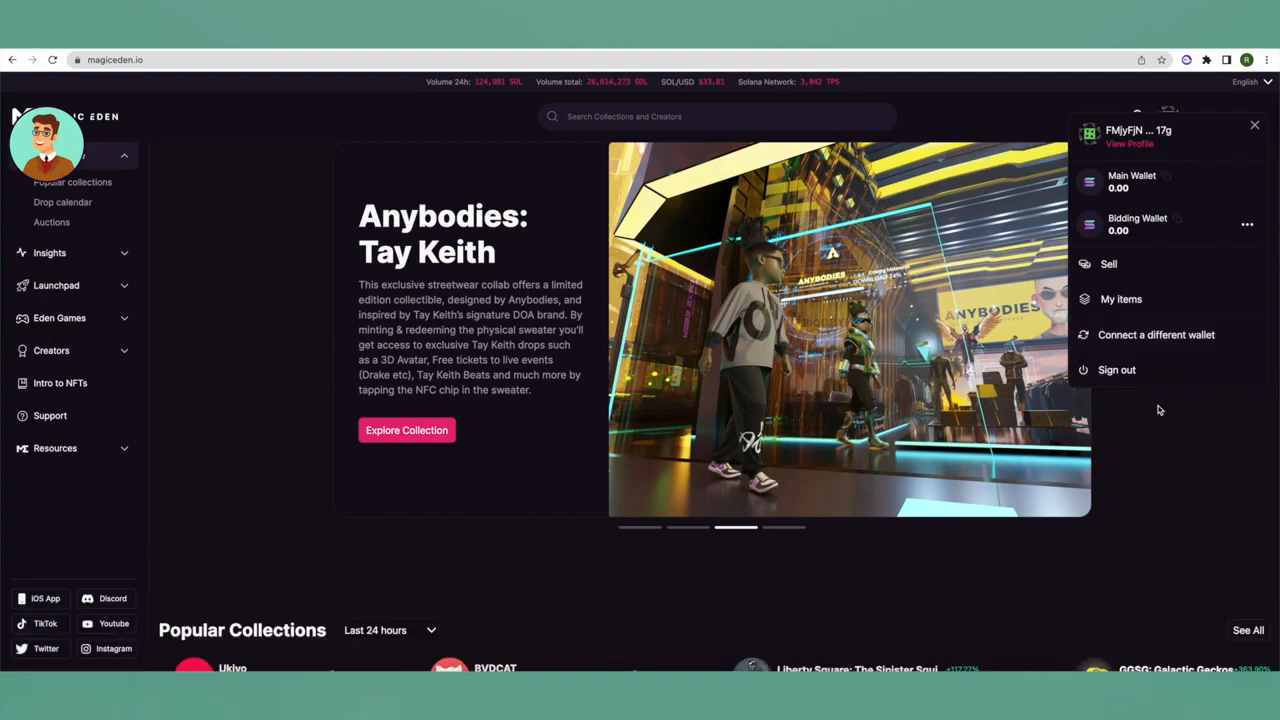 magiceden.io
R
Volume 24h: 124,981 SOL Volume total: 26,614,273 SOL SOL/USD $33.81 Solana Network: 3,042 TPS
English
EDEN
Search Collections and Creators
FMjyFjN ... 17g
View Profile
Main Wallet
0.00
Bidding Wallet
0.00
Sell
My items
Connect a different wallet
Sign out
Popular collections
Drop calendar
Auctions
Insights
Launchpad
Eden Games
Creators
Intro to NFTs
Support
Resources
iOS App
Discord
TikTok
Youtube
Twitter
Instagram
Anybodies:
Tay Keith
This exclusive streetwear collab offers a limited
edition collectible, designed by Anybodies, and
inspired by Tay Keith's signature DOA brand. By
minting & redeeming the physical sweater you'll
get access to exclusive Tay Keith drops such
as a 3D Avatar, Free tickets to live events
(Drake etc), Tay Keith Beats and much more by
tapping the NFC chip in the sweater.
Explore Collection
ANYBODIES
ANYBODIES
Popular Collections
Last 24 hours
See All
Ukiyo
BVDCAT
Liberty Square: The Sinister Squi
+117.27%
GGSG: Galactic Geckos
+363.90%